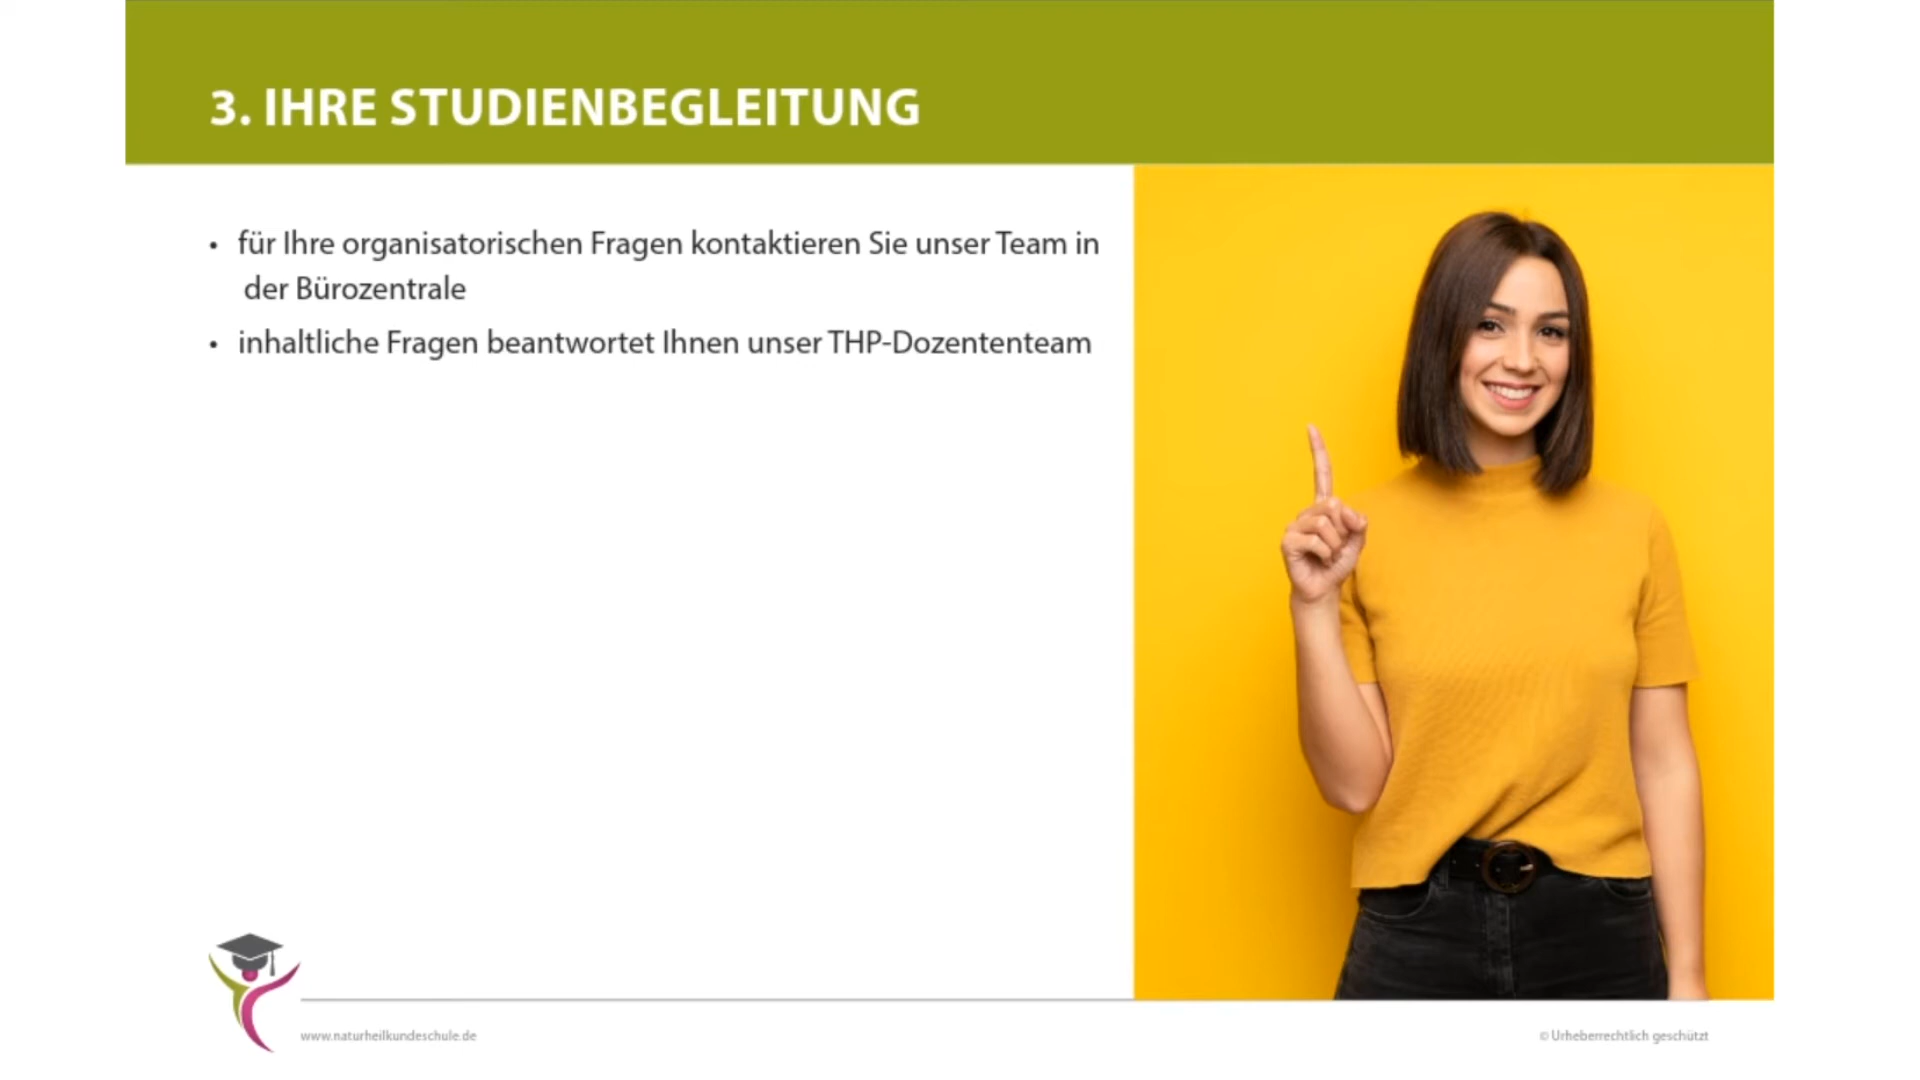 3. IHRE STUDIENBEGLEITUNG
• für Ihre organisatorischen Fragen kontaktieren Sie unser Team in
der Bürozentrale
• inhaltliche Fragen beantwortet Ihnen unser THP-Dozententeam
www.naturheilkundeschule.de
© Urheberrechtlich geschützt